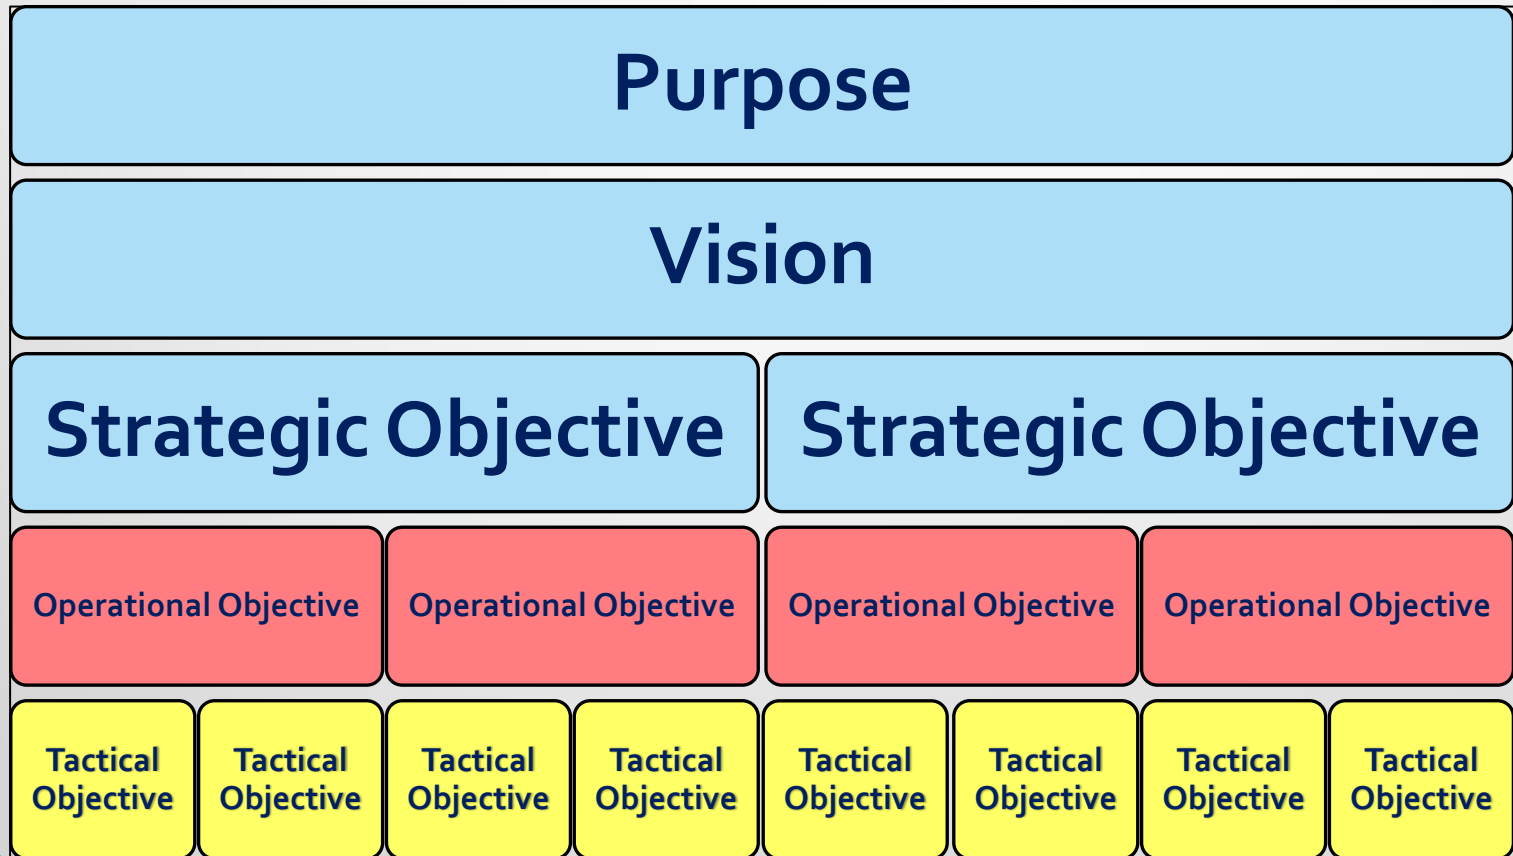 Purpose
Vision
Strategic Objective Strategic Objective
Operational Objective Operational Objective Operational Objective Operational Objective
Tactical Objective
Tactical Objective
Tactical Objective
Tactical Objective
Tactical Objective
Tactical Objective
Tactical Objective
Tactical Objective